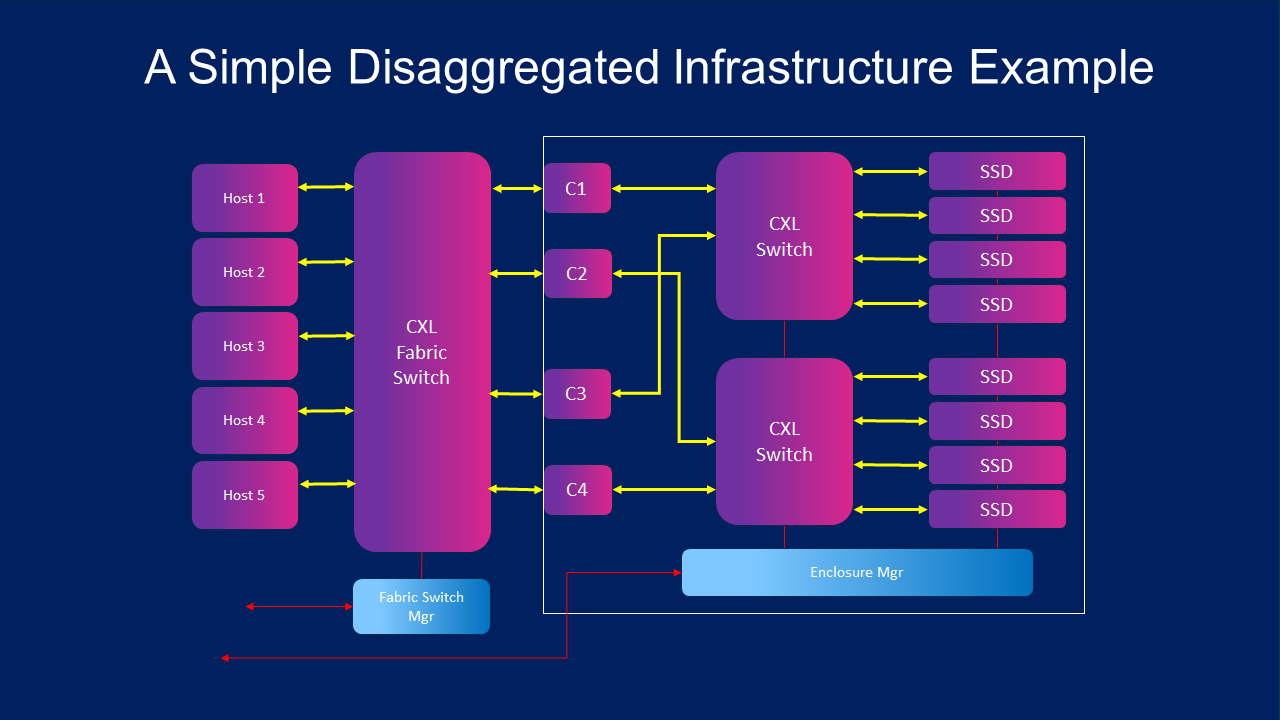 A Simple Disaggregated Infrastructure Example
Host 1
Host 2
Host 3
Host 4
Host 5
CXL
Fabric
Switch
Fabric Switch
Mgr
C1
C2
C3
C4
CXL
Switch
CXL
Switch
SSD
SSD
SSD
SSD
SSD
SSD
SSD
SSD
Enclosure Mgr